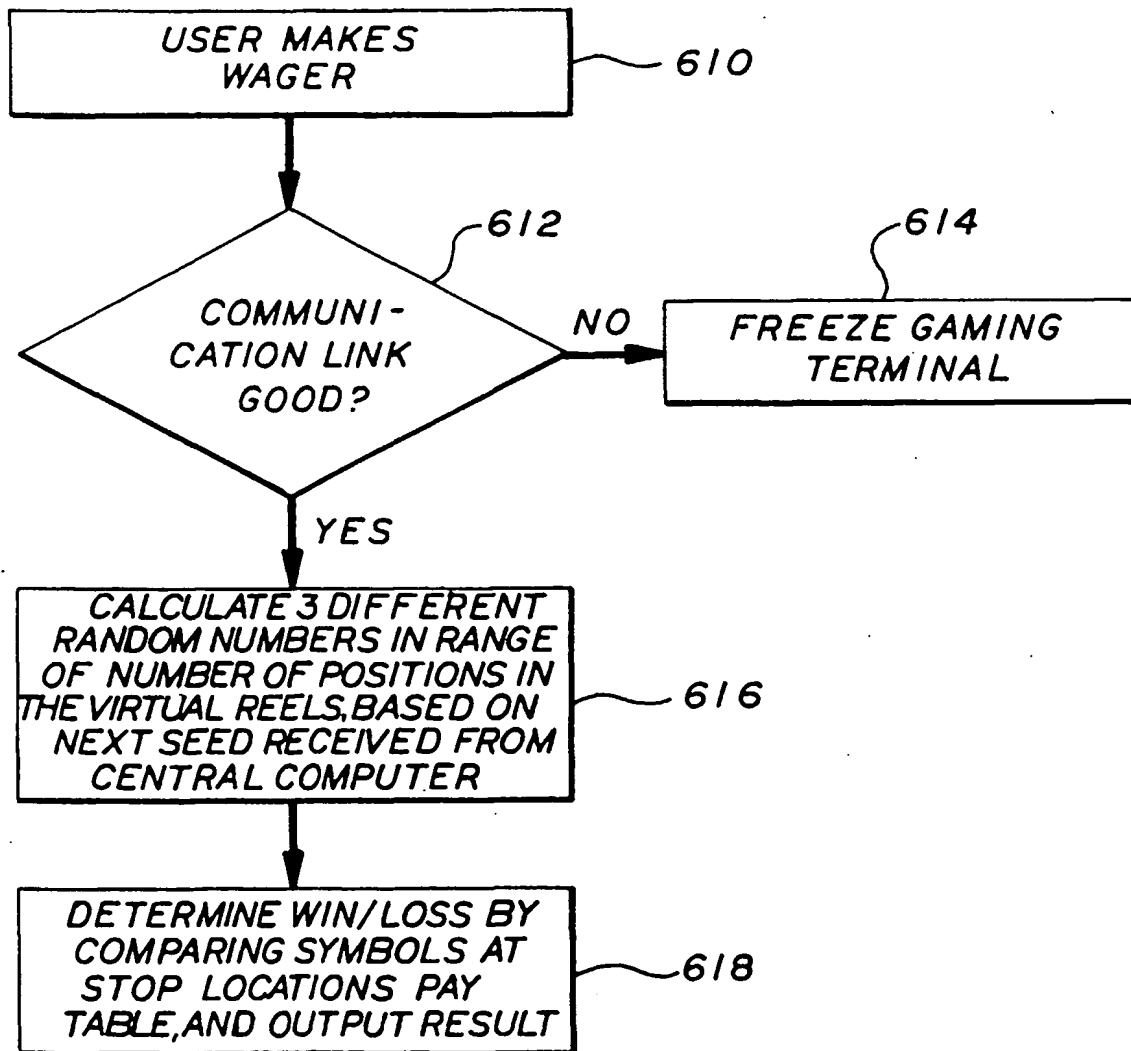 USER MAKES
WAGER
610
612
COMMUNI-
CATION LINK
GOOD?
NO
614
FREEZE GAMING
TERMINAL
YES
CALCULATE 3 DIFFERENT
RANDOM NUMBERS IN RANGE
OF NUMBER OF POSITIONS IN
THE VIRTUAL REELS, BASED ON
NEXT SEED RECEIVED FROM
CENTRAL COMPUTER
616
DETERMINE WIN/LOSS BY
COMPARING SYMBOLS AT
STOP LOCATIONS PAY
TABLE, AND OUTPUT RESULT
618